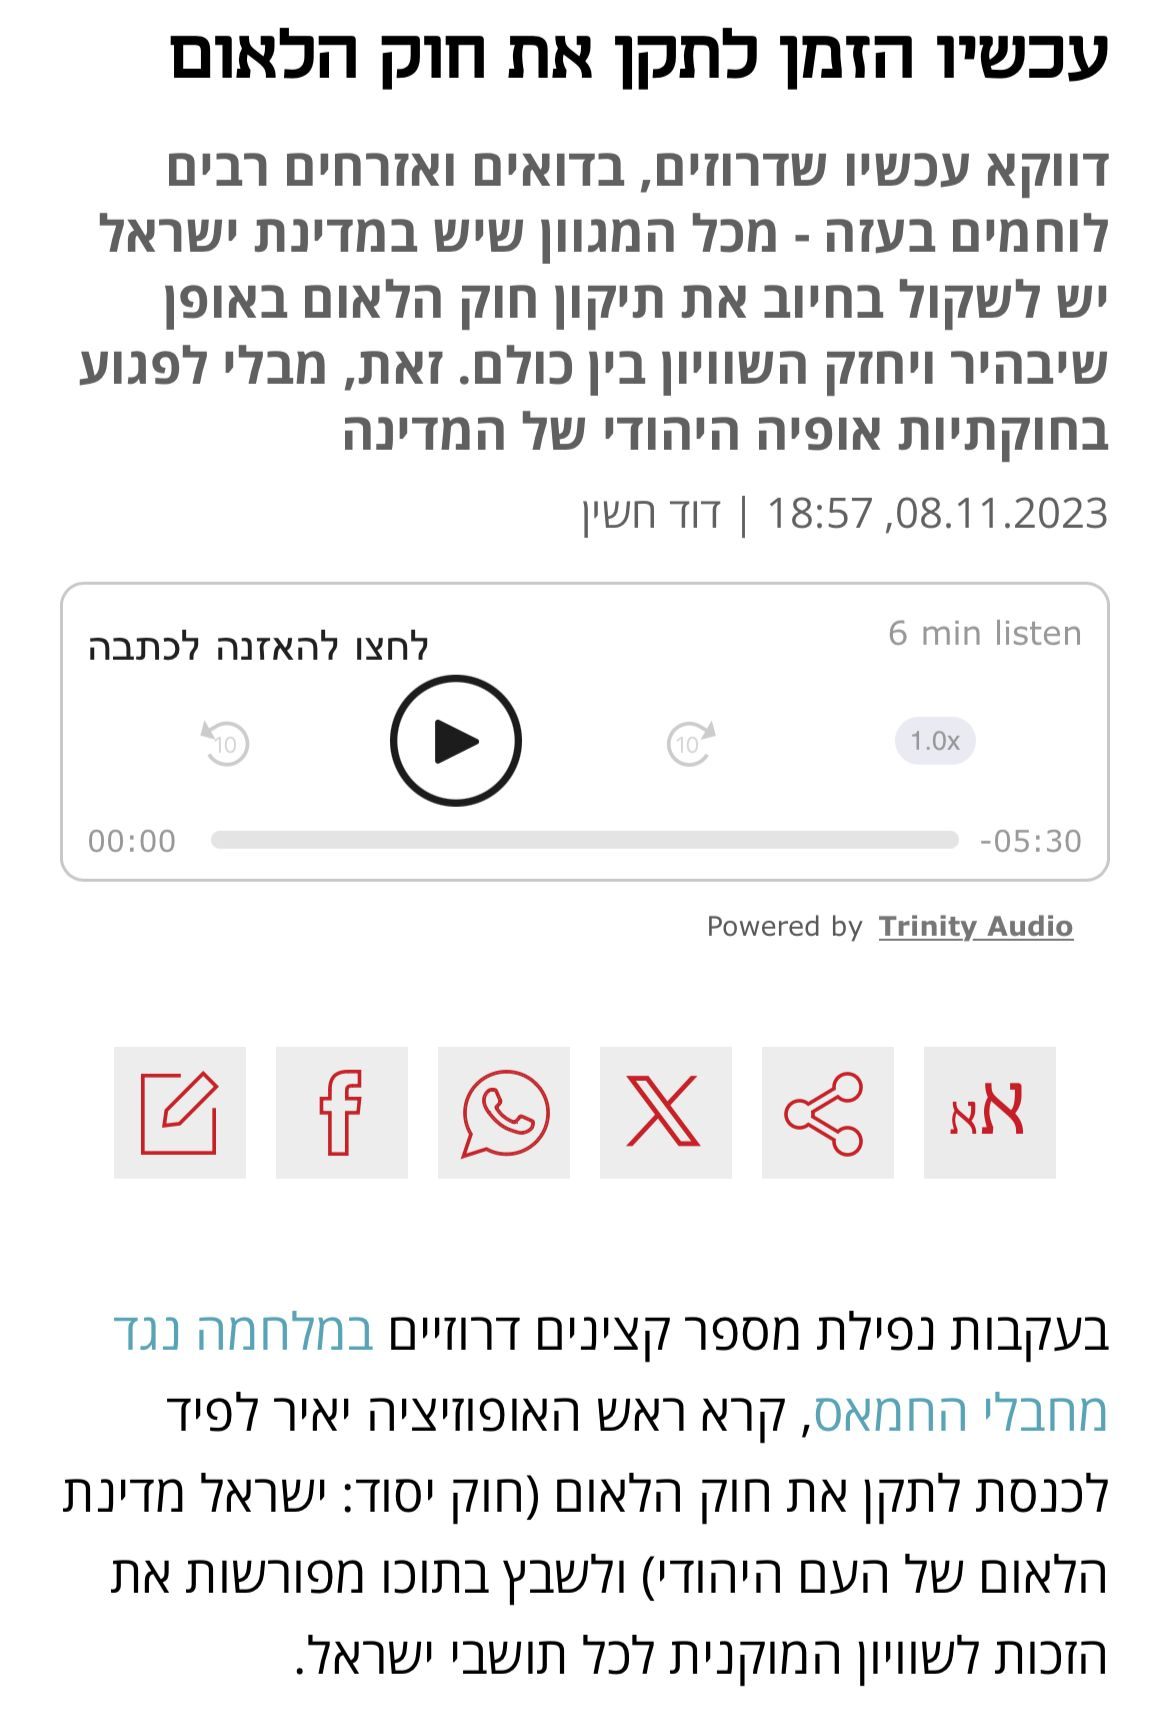 עכשיו הזמן לתקן את חוק הלאום
דווקא עכשיו שדרוזים, בדואים ואזרחים רבים
לוחמים בעזה - מכל המגוון שיש במדינת ישראל
יש לשקול בחיוב את תיקון חוק הלאום באופן
שיבהיר ויחזק השוויון בין כולם. זאת, מבלי לפגוע
בחוקתיות אופיה היהודי של המדינה
08.11.2023, 18:57 | דוד חשין
לחצו להאזנה לכתבה
6 min listen
10
10
1.0x
00:00
-05:30
Powered by Trinity Audio
אא
בעקבות נפילת מספר קצינים דרוזיים במלחמה נגד
מחבלי החמאס, קרא ראש האופוזיציה יאיר לפיד
לכנסת לתקן את חוק הלאום (חוק יסוד: ישראל מדינת
הלאום של העם היהודי) ולשבץ בתוכו מפורשות את
הזכות לשוויון המוקנית לכל תושבי ישראל.